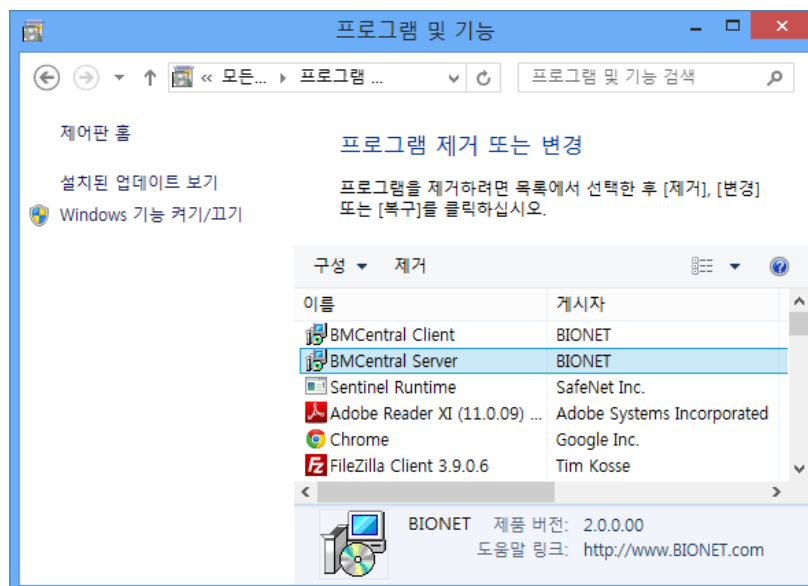 프로그램 및 기능
« 모든... 프로그램 ...
프로그램 및 기능 검색
제어판 홈
설치된 업데이트 보기
Windows 기능 켜기/끄기
프로그램 제거 또는 변경
프로그램을 제거하려면 목록에서 선택한 후 [제거], [변경]
또는 [복구]를 클릭하십시오.
구성 제거
이름 게시자
BMCentral Client BIONET
BMCentral Server BIONET
Sentinel Runtime SafeNet Inc.
Adobe Reader XI (11.0.09) ... Adobe Systems Incorporated
Chrome Google Inc.
FileZilla Client 3.9.0.6 Tim Kosse
BIONET 제품 버전: 2.0.0.00
도움말 링크: http://www.BIONET.com